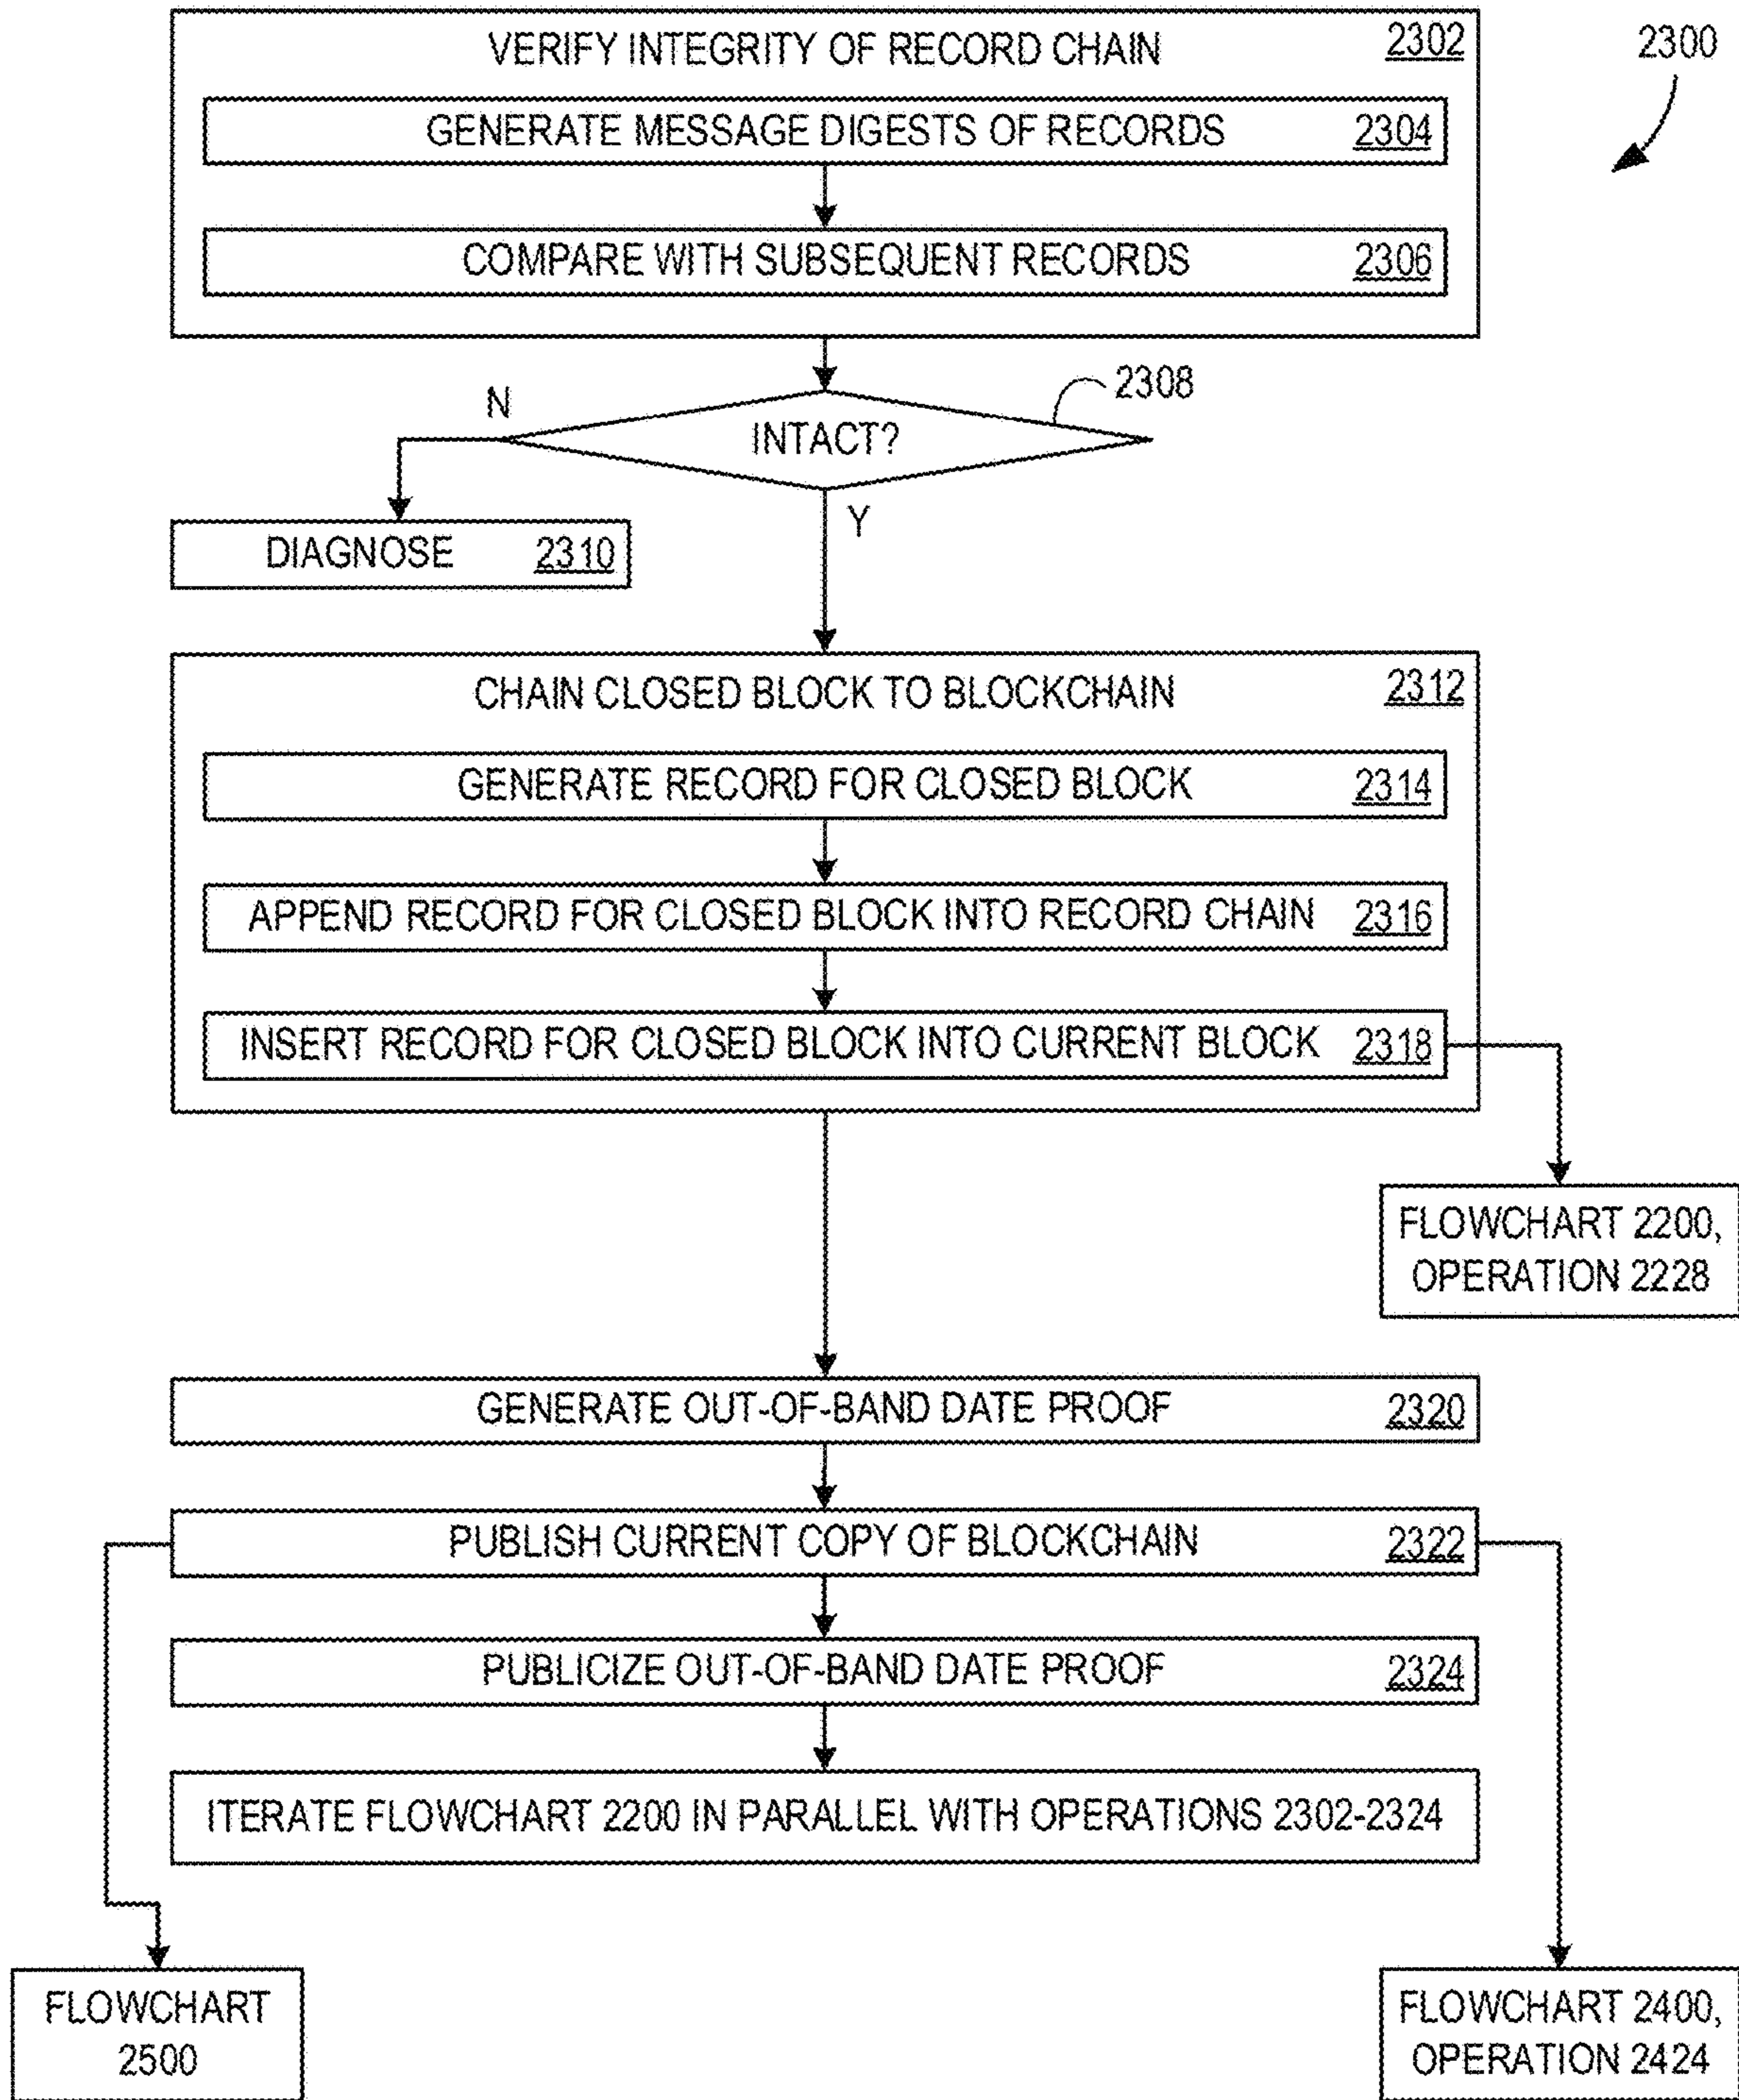 VERIFY INTEGRITY OF RECORD CHAIN 2302
2300
GENERATE MESSAGE DIGESTS OF RECORDS 2304
COMPARE WITH SUBSEQUENT RECORDS 2306
2308
N
INTACT?
Y
DIAGNOSE 2310
CHAIN CLOSED BLOCK TO BLOCKCHAIN 2312
GENERATE RECORD FOR CLOSED BLOCK 2314
APPEND RECORD FOR CLOSED BLOCK INTO RECORD CHAIN 2316
INSERT RECORD FOR CLOSED BLOCK INTO CURRENT BLOCK 2318
FLOWCHART 2200,
OPERATION 2228
GENERATE OUT-OF-BAND DATE PROOF 2320
PUBLISH CURRENT COPY OF BLOCKCHAIN 2322
PUBLICIZE OUT-OF-BAND DATE PROOF 2324
ITERATE FLOWCHART 2200 IN PARALLEL WITH OPERATIONS 2302-2324
FLOWCHART
2500
FLOWCHART 2400,
OPERATION 2424